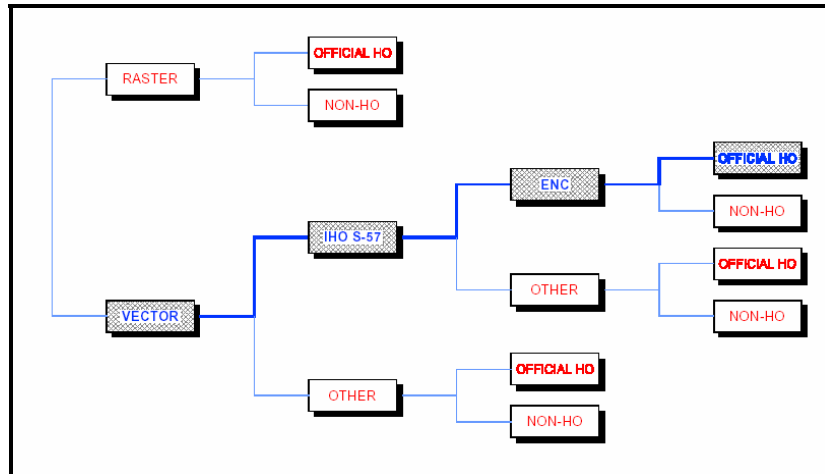 OFFICIAL HO
RASTER
NON-HO
OFFICIAL HO
ENC
NON-HO
IHO S-57
OFFICIAL HO
OTHER
VECTOR
NON-HO
OFFICIAL HO
OTHER
NON-HO